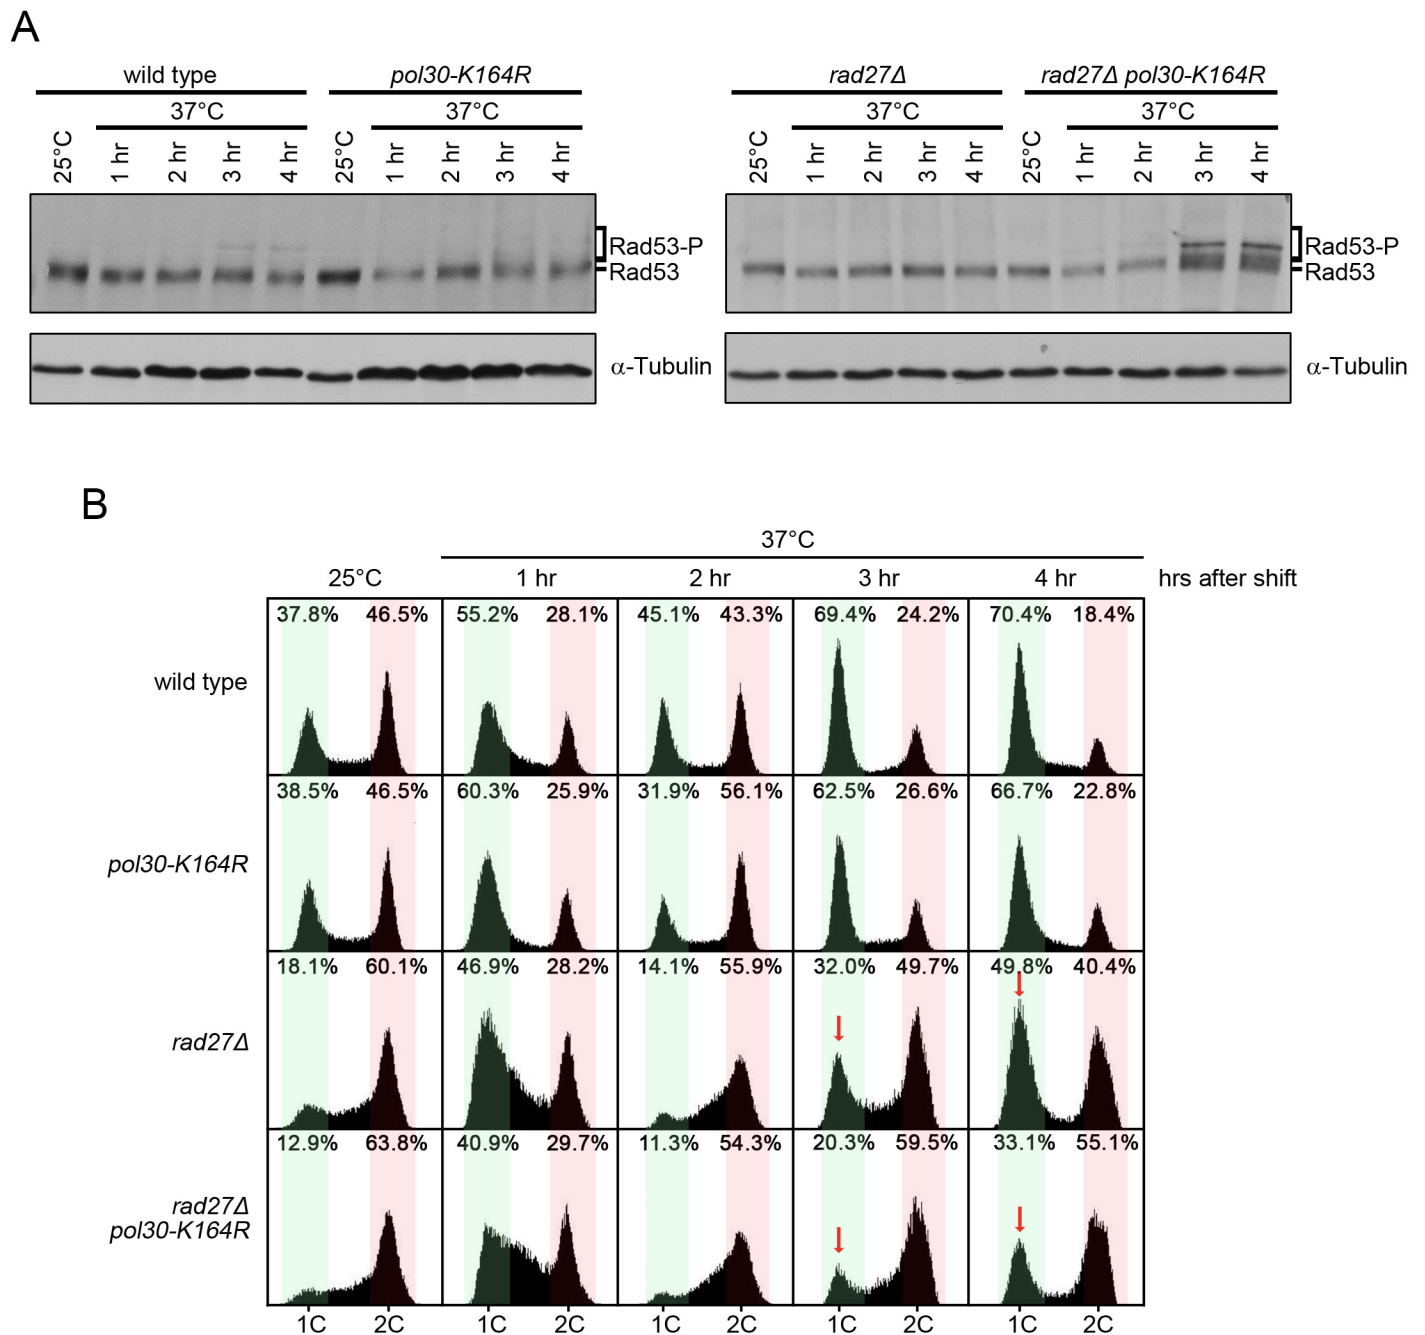 A
wild type
pol30-K164R
37°C
37°C
25°C
1 hr
2 hr
3 hr
4 hr
25°C
1 hr
2 hr
3 hr
4 hr
Rad53-P
Rad53
α-Tubulin
rad27Δ
rad27Δ pol30-K164R
37°C
37°C
25°C
1 hr
2 hr
3 hr
4 hr
25°C
1 hr
2 hr
3 hr
4 hr
Rad53-P
Rad53
α-Tubulin
B
37°C
25°C 1 hr 2 hr 3 hr 4 hr hrs after shift
37.8% 46.5% 55.2% 28.1% 45.1% 43.3% 69.4% 24.2% 70.4% 18.4%
wild type
38.5% 46.5% 60.3% 25.9% 31.9% 56.1% 62.5% 26.6% 66.7% 22.8%
pol30-K164R
18.1% 60.1% 46.9% 28.2% 14.1% 55.9% 32.0% 49.7% 49.8% 40.4%
rad27Δ
12.9% 63.8% 40.9% 29.7% 11.3% 54.3% 20.3% 59.5% 33.1% 55.1%
rad27Δ
pol30-K164R
1C 2C 1C 2C 1C 2C 1C 2C 1C 2C